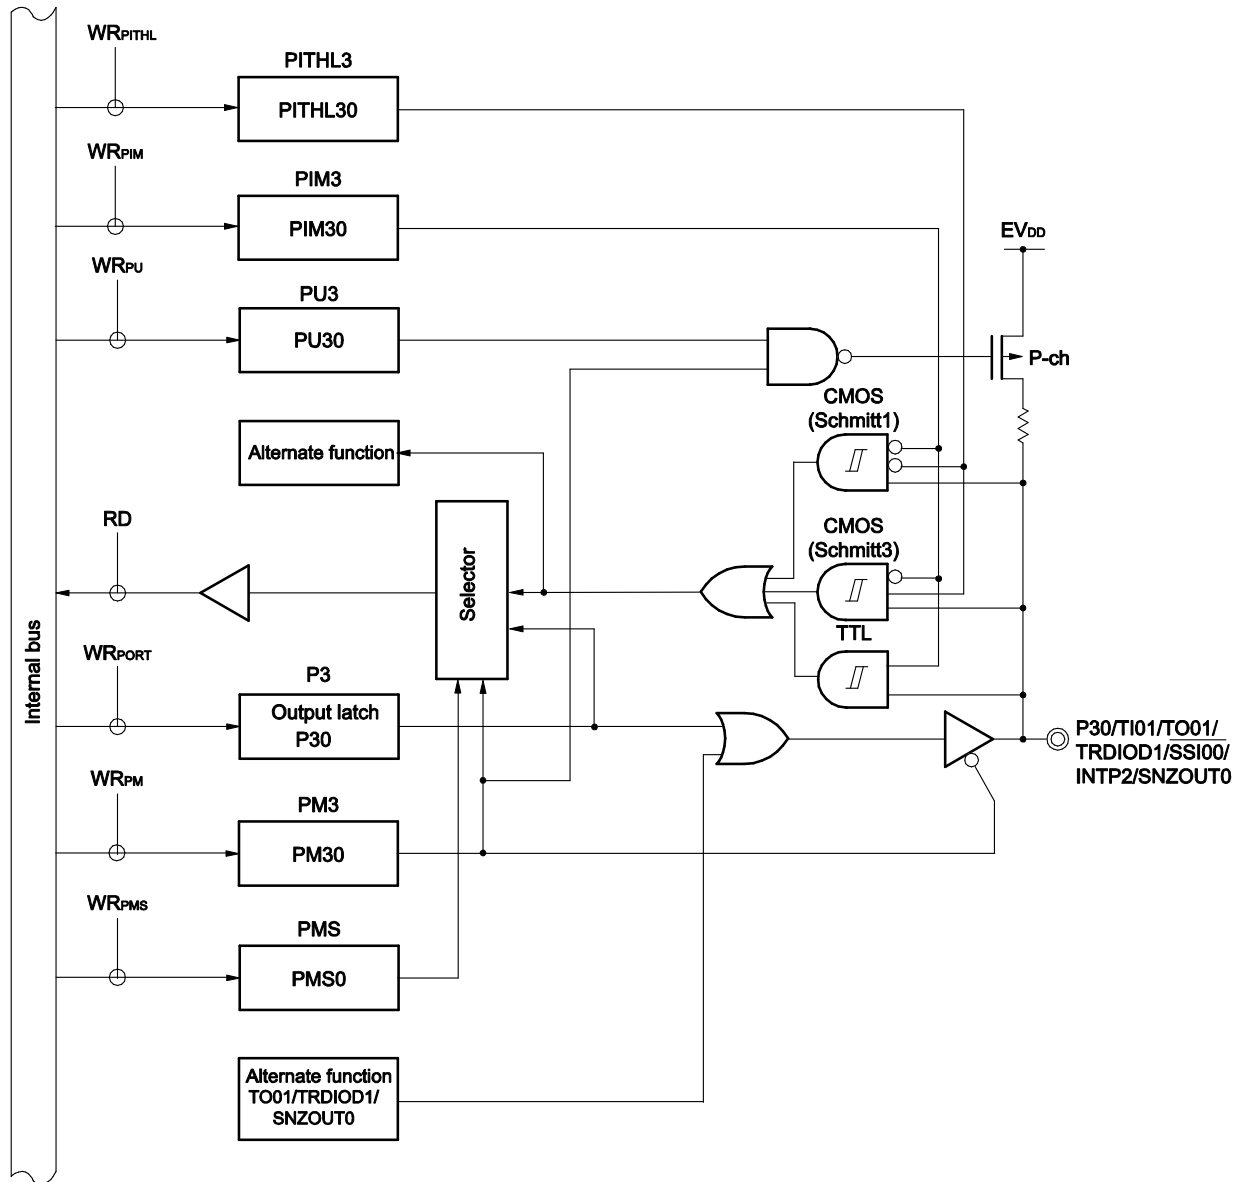 WRPITHL
PITHL3
PITHL30
WRPIM
PIM3
PIM30
EVDD
WRPU
PU3
PU30
P-ch
CMOS
(Schmitt1)
Alternate function
RD
Selector
CMOS
(Schmitt3)
TTL
Internal bus
WRPORT
P3
Output latch
P30
P30/TI01/TO01/
TRDIOD1/SSI00/
INTP2/SNZOUT0
WRPM
PM3
PM30
WRPMS
PMS
PMS0
Alternate function
TO01/TRDIOD1/
SNZOUT0